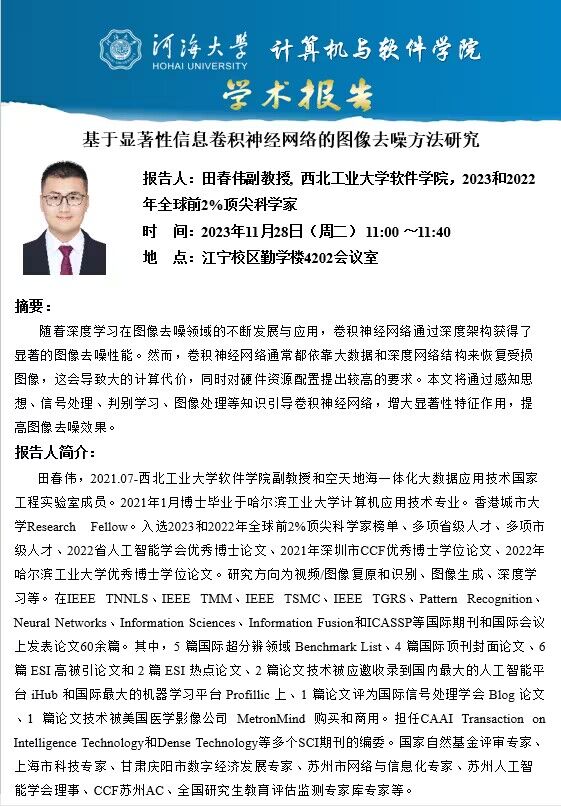 河海大学 计算机与软件学院
HOHAI UNIVERSITY
学术报告
基于显著性信息卷积神经网络的图像去噪方法研究
报告人：田春伟副教授, 西北工业大学软件学院，2023和2022
年全球前2%顶尖科学家
时　间：2023年11月28日（周二） 11:00 ～11:40
地　点：江宁校区勤学楼4202会议室
摘要：
随着深度学习在图像去噪领域的不断发展与应用，卷积神经网络通过深度架构获得了
显著的图像去噪性能。然而，卷积神经网络通常都依靠大数据和深度网络结构来恢复受损
图像，这会导致大的计算代价，同时对硬件资源配置提出较高的要求。本文将通过感知思
想、信号处理、判别学习、图像处理等知识引导卷积神经网络，增大显著性特征作用，提
高图像去噪效果。
报告人简介：
田春伟，2021.07-西北工业大学软件学院副教授和空天地海一体化大数据应用技术国家
工程实验室成员。2021年1月博士毕业于哈尔滨工业大学计算机应用技术专业。香港城市大
学Research Fellow。入选2023和2022年全球前2%顶尖科学家榜单、多项省级人才、多项市
级人才、2022省人工智能学会优秀博士论文、2021年深圳市CCF优秀博士学位论文、2022年
哈尔滨工业大学优秀博士学位论文。研究方向为视频/图像复原和识别、图像生成、深度学
习等。在IEEE TNNLS、IEEE TMM、IEEE TSMC、IEEE TGRS、Pattern Recognition、
Neural Networks、Information Sciences、Information Fusion和ICASSP等国际期刊和国际会议
上发表论文60余篇。其中，5 篇国际超分辨领域 Benchmark List、4 篇国际顶刊封面论文、6
篇 ESI 高被引论文和 2 篇 ESI 热点论文、2 篇论文技术被应邀收录到国内最大的人工智能平
台 iHub 和国际最大的机器学习平台 Profillic 上、1 篇论文评为国际信号处理学会 Blog 论文
、1 篇论文技术被美国医学影像公司 MetronMind 购买和商用。担任CAAI Transaction on
Intelligence Technology和Dense Technology等多个SCI期刊的编委。国家自然基金评审专家、
上海市科技专家、甘肃庆阳市数字经济发展专家、苏州市网络与信息化专家、苏州人工智
能学会理事、CCF苏州AC、全国研究生教育评估监测专家库专家等。